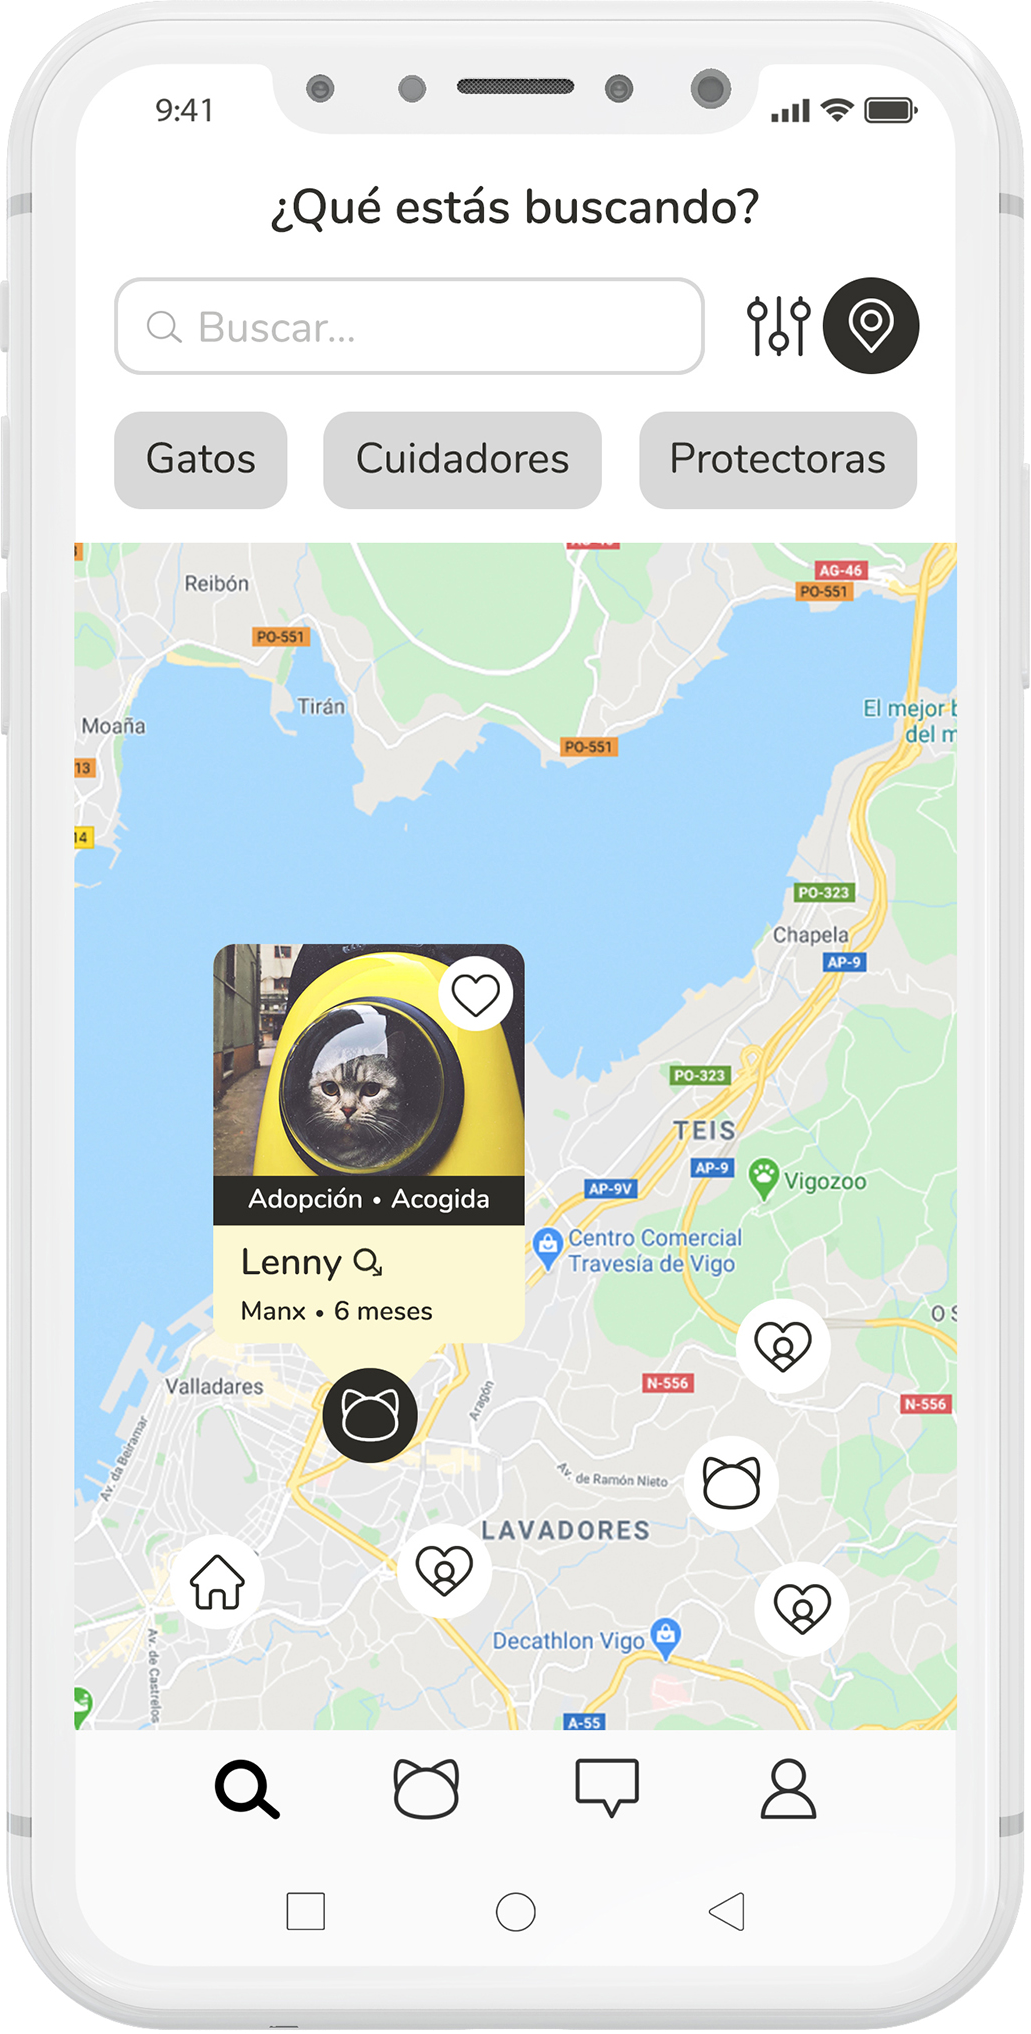 9:41
¿Qué estás buscando?
Buscar...
Gatos
Cuidadores
Protectoras
Reibón
AG-46
PO-551
PO-551
Tirán
Moaña
El mejor
del m
PO-551
13
14
PO-323
Chapela
AP-9
PO-323
TEIS
AP-9
Vigozoo
AP-9V
Adopción • Acogida
Centro Comercial
Travesía de Vigo
Lenny
Manx • 6 meses
O S
Valladares
N-556
N-556
Aragón
Av. da Beiramar
Av. de Ramón Nieto
LAVADORES
Decathlon Vigo
Av. de Castrelos
A-55